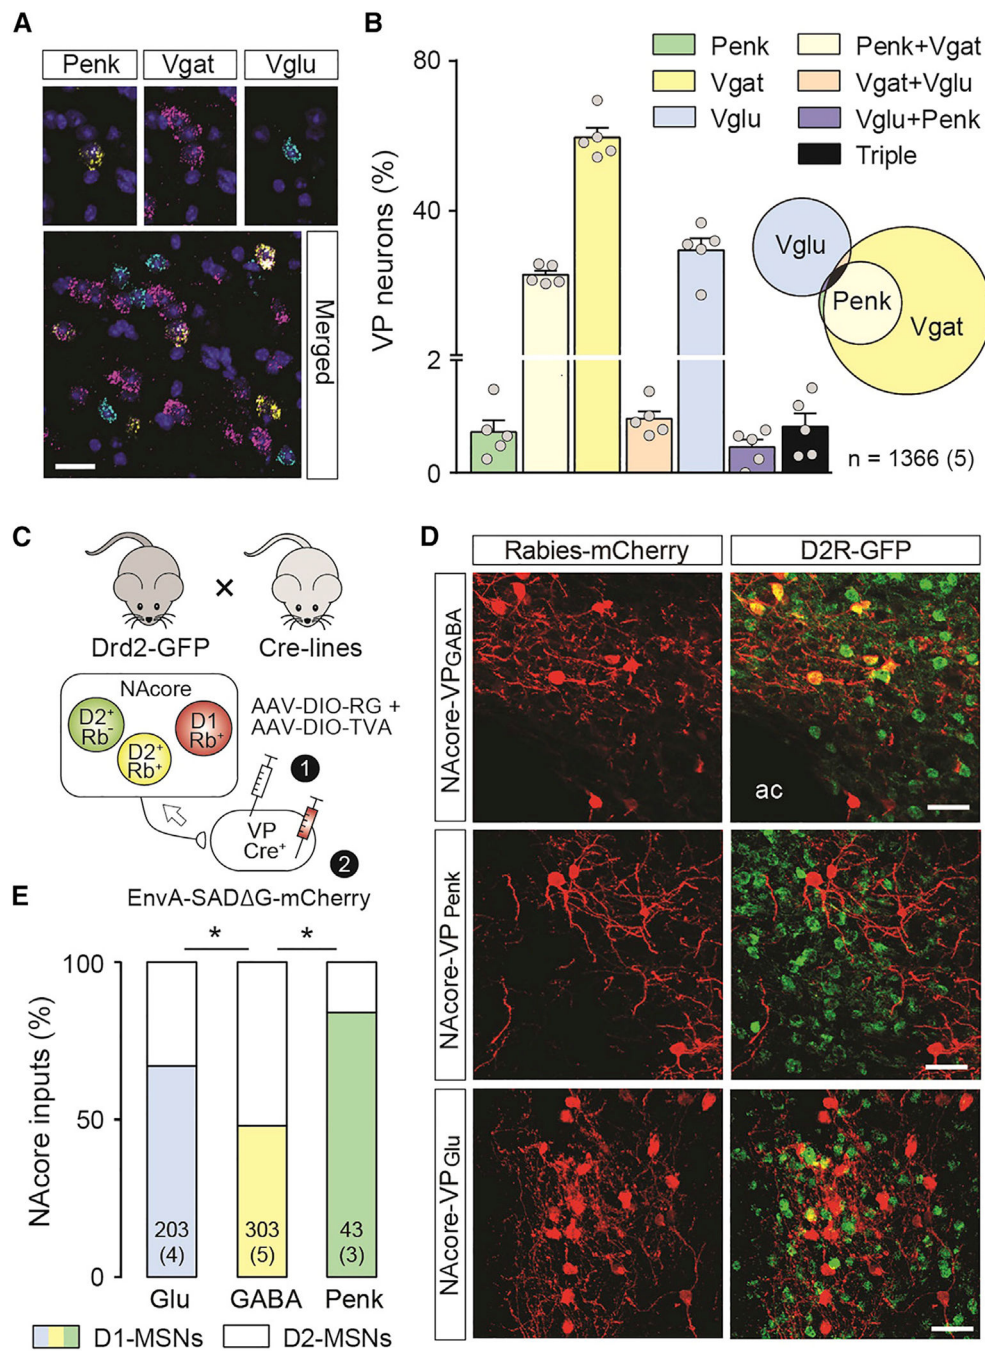 A
Penk
Vgat
Vglu
Merged
B
VP neurons (%)
80
40
2
0
Penk
Vgat
Vglu
Penk+Vgat
Vgat+Vglu
Vglu+Penk
Triple
Vglu
Penk
Vgat
n = 1366 (5)
C
Drd2-GFP
×
Cre-lines
NAcore
D2+
Rb-
D2+
Rb+
D1
Rb+
AAV-DIO-RG +
AAV-DIO-TVA
1
VP
Cre+
2
EnvA-SADΔG-mCherry
D
Rabies-mCherry
D2R-GFP
NAcore-VPGABA
ac
NAcore-VP Penk
NAcore-VPGlu
E
* *
NAcore inputs (%)
100
50
0
203
(4)
303
(5)
43
(3)
Glu
GABA
Penk
D1-MSNs
D2-MSNs